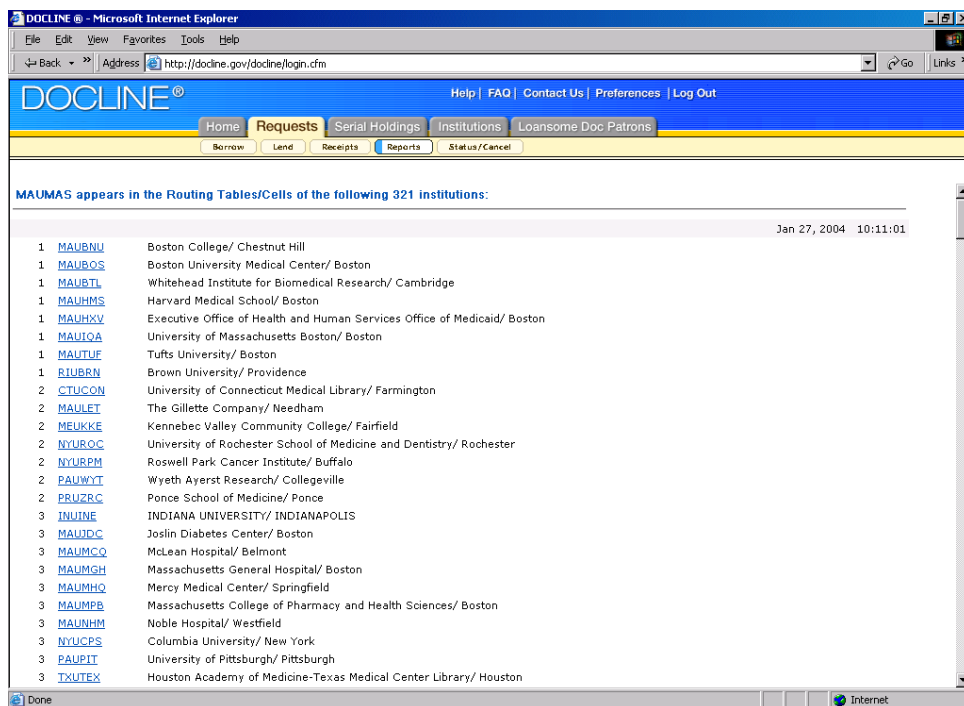 DOCLINE ® - Microsoft Internet Explorer
File Edit View Favorites Tools Help
Back » Address http://docline.gov/docline/login.cfm Go Links »
DOCLINE®
Help | FAQ | Contact Us | Preferences | Log Out
Home Requests Serial Holdings Institutions Loansome Doc Patrons
Borrow Lend Receipts Reports Status/Cancel
MAUMAS appears in the Routing Tables/Cells of the following 321 institutions:
Jan 27, 2004 10:11:01
1 MAUBNU Boston College/ Chestnut Hill
1 MAUBOS Boston University Medical Center/ Boston
1 MAUBTL Whitehead Institute for Biomedical Research/ Cambridge
1 MAUHMS Harvard Medical School/ Boston
1 MAUHXV Executive Office of Health and Human Services Office of Medicaid/ Boston
1 MAUIQA University of Massachusetts Boston/ Boston
1 MAUTUF Tufts University/ Boston
1 RIUBRN Brown University/ Providence
2 CTUCON University of Connecticut Medical Library/ Farmington
2 MAULET The Gillette Company/ Needham
2 MEUKKE Kennebec Valley Community College/ Fairfield
2 NYUROC University of Rochester School of Medicine and Dentistry/ Rochester
2 NYURPM Roswell Park Cancer Institute/ Buffalo
2 PAUWYT Wyeth Ayerst Research/ Collegeville
2 PRUZRC Ponce School of Medicine/ Ponce
3 INUINE INDIANA UNIVERSITY/ INDIANAPOLIS
3 MAUJDC Joslin Diabetes Center/ Boston
3 MAUMCQ McLean Hospital/ Belmont
3 MAUMGH Massachusetts General Hospital/ Boston
3 MAUMHQ Mercy Medical Center/ Springfield
3 MAUMPB Massachusetts College of Pharmacy and Health Sciences/ Boston
3 MAUNHM Noble Hospital/ Westfield
3 NYUCPS Columbia University/ New York
3 PAUPIT University of Pittsburgh/ Pittsburgh
3 TXUTEX Houston Academy of Medicine-Texas Medical Center Library/ Houston
Done Internet